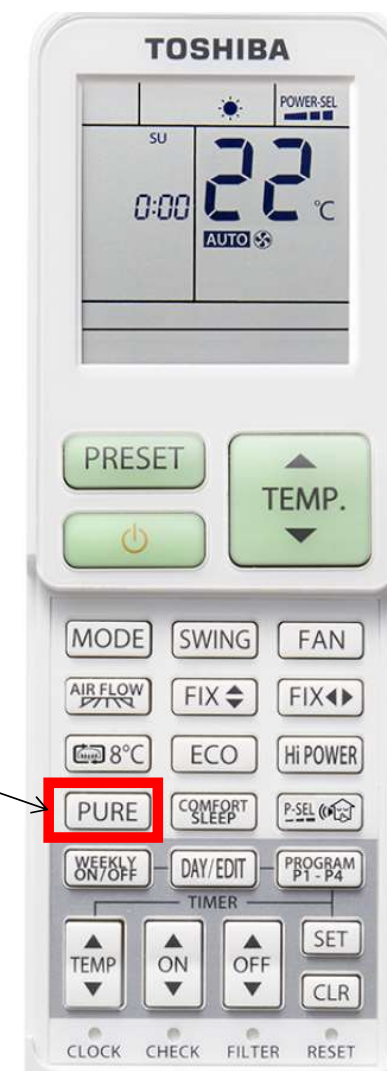 TOSHIBA
POWER-SEL
SU
0:00 22 °C
AUTO
PRESET
TEMP.
MODE SWING FAN
AIR FLOW FIX FIX
8°C ECO Hi POWER
PURE COMFORT SLEEP P-SEL
WEEKLY ON/OFF DAY/EDIT PROGRAM P1 - P4
TIMER
TEMP ON OFF SET
CLR
CLOCK CHECK FILTER RESET